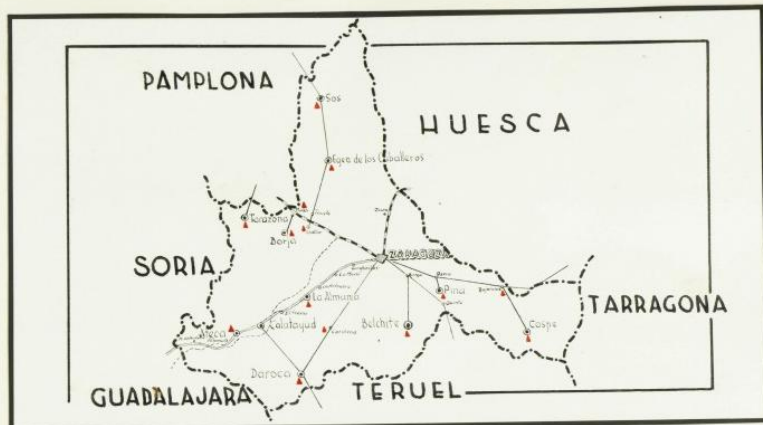 PAMPLONA
HUESCA
Sos
Egea de los Caballeros
Tarazona
Borja
ZARAGOZA
SORIA
La Almunia
Pina
TARRAGONA
Ateca
Calatayud
Belchite
Caspe
Daroca
GUADALAJARA
TERUEL